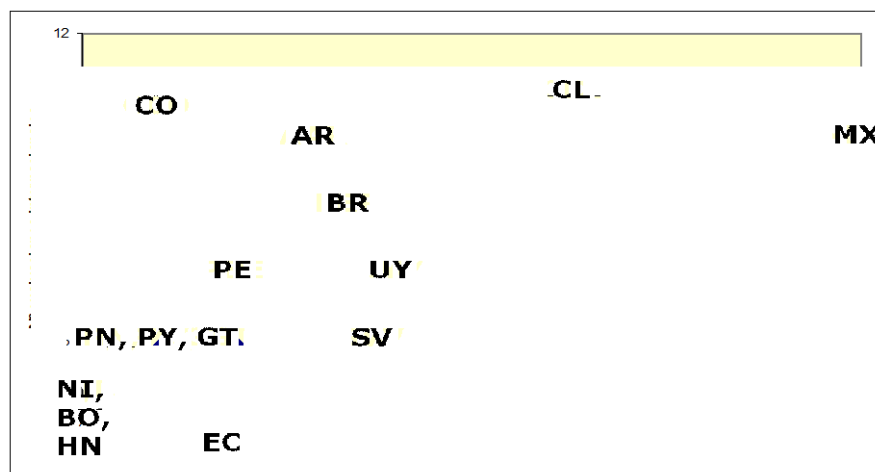 12
CL
CO
AR
MX
BR
PE UY
PN, PY, GT. SV
NI,
BO,
HN
EC